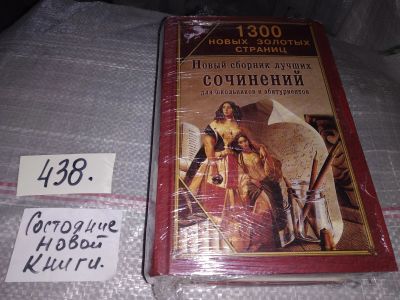 1300
НОВЫХ ЗОЛОТЫХ
СТРАНИЦ
Новый сборник лучших
СОЧИНЕНИЙ
для школьников и абитуриентов
438.
Состояние
новой
книги.